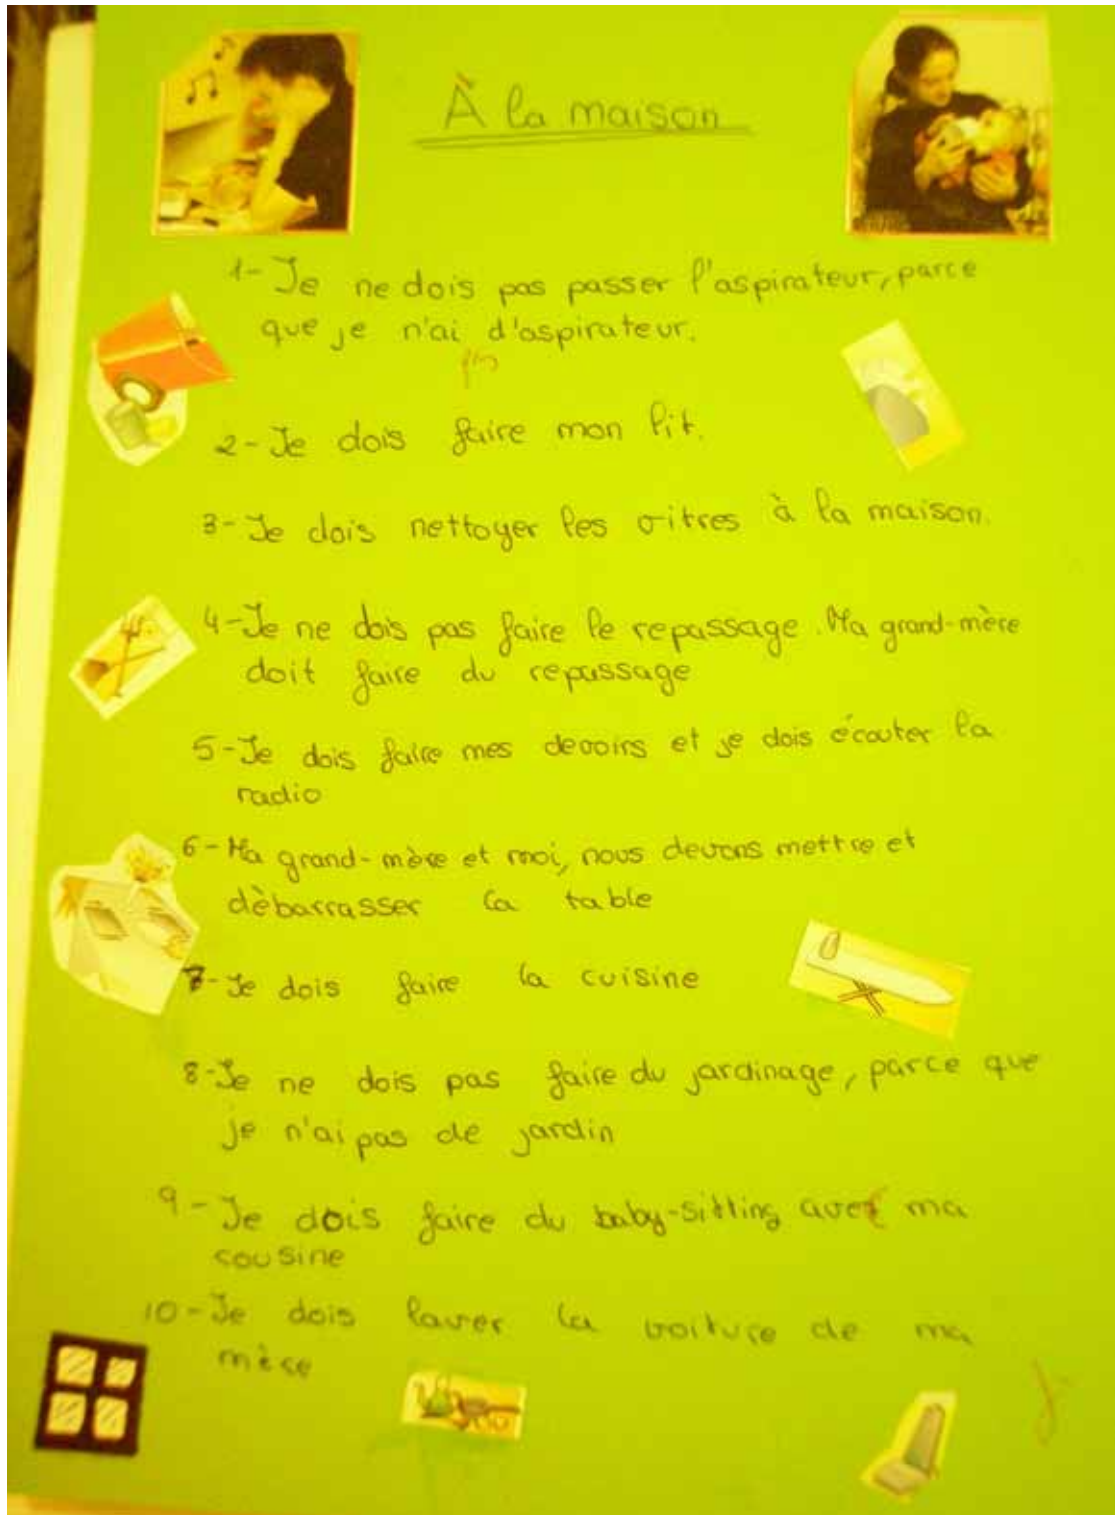 À la maison
1- Je ne dois pas passer l'aspirateur, parce
que je n'ai d'aspirateur.
pas
2- Je dois faire mon lit.
3- Je dois nettoyer les vitres à la maison.
4- Je ne dois pas faire le repassage. Ma grand-mère
doit faire du repassage
5- Je dois faire mes devoirs et je dois écouter la
radio
6- Ma grand-mère et moi, nous devons mettre et
dèbarrasser la table
7- Je dois faire la cuisine
8- Je ne dois pas faire du jardinage, parce que
je n'ai pas de jardin
9- Je dois faire du baby-sitting avec ma
cousine
10- Je dois laver la voiture de ma
mère